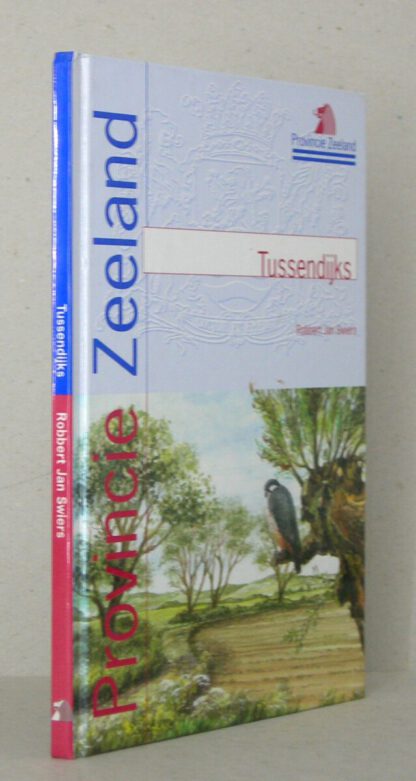 Tussendijks
Robbert Jan Swiers
Provincie Zeeland
Provincie Zeeland
Tussendijks
Robbert Jan Swiers